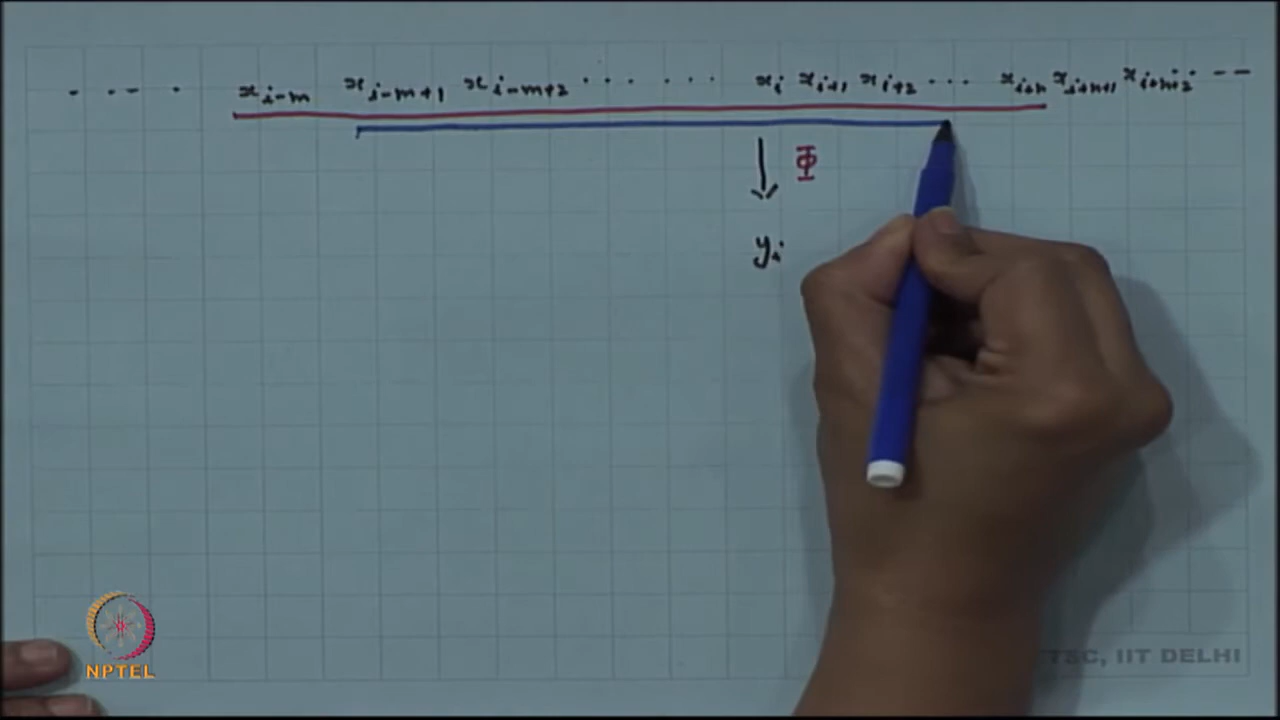 . . - - . x_{i-m} x_{i-m+1} x_{i-m+2} . . . . . . . x_i x_{i+1} x_{i+2} . . . x_{i+n} x_{i+n+1} x_{i+n+2} . . - -
↓ Φ
y_i
NPTEL
ETSC, IIT DELHI